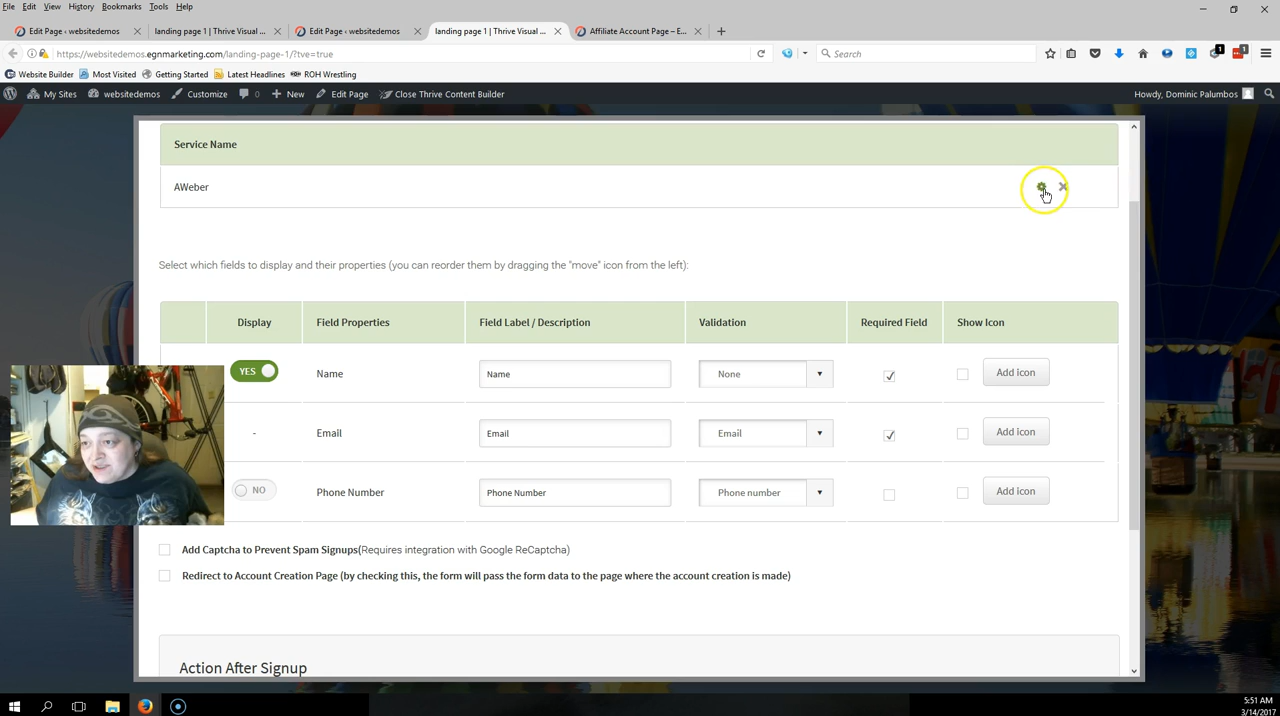 File Edit View History Bookmarks Tools Help
Edit Page ‹ websitedemos
landing page 1 | Thrive Visual ...
Edit Page ‹ websitedemos
landing page 1 | Thrive Visual ...
Affiliate Account Page – E...
https://websitedemos.egnmarketing.com/landing-page-1/?tve=true
Search
1
1
Website Builder Most Visited Getting Started Latest Headlines ROH Wrestling
My Sites websitedemos Customize 0 New Edit Page Close Thrive Content Builder Howdy, Dominic Palumbos
Service Name
AWeber
Select which fields to display and their properties (you can reorder them by dragging the "move" icon from the left):
Display Field Properties Field Label / Description Validation Required Field Show Icon
YES Name Name None Add icon
- Email Email Email Add icon
NO Phone Number Phone Number Phone number Add icon
Add Captcha to Prevent Spam Signups(Requires integration with Google ReCaptcha)
Redirect to Account Creation Page (by checking this, the form will pass the form data to the page where the account creation is made)
Action After Signup
5:51 AM
3/14/2017